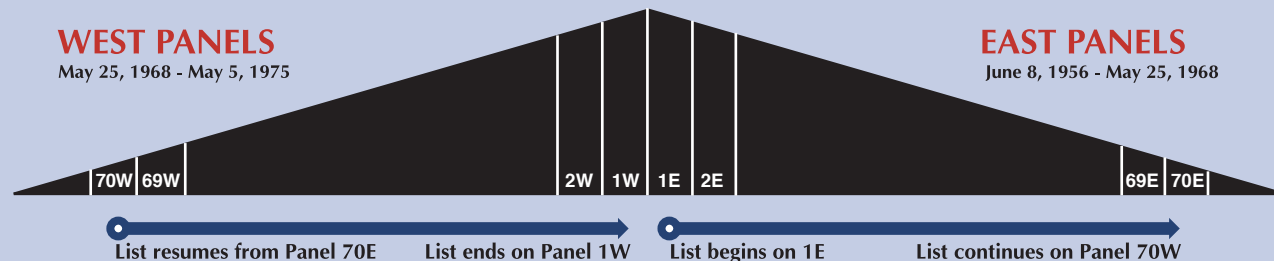 WEST PANELS
May 25, 1968 - May 5, 1975
EAST PANELS
June 8, 1956 - May 25, 1968
70W 69W 2W 1W 1E 2E 69E 70E
List resumes from Panel 70E List ends on Panel 1W List begins on 1E List continues on Panel 70W